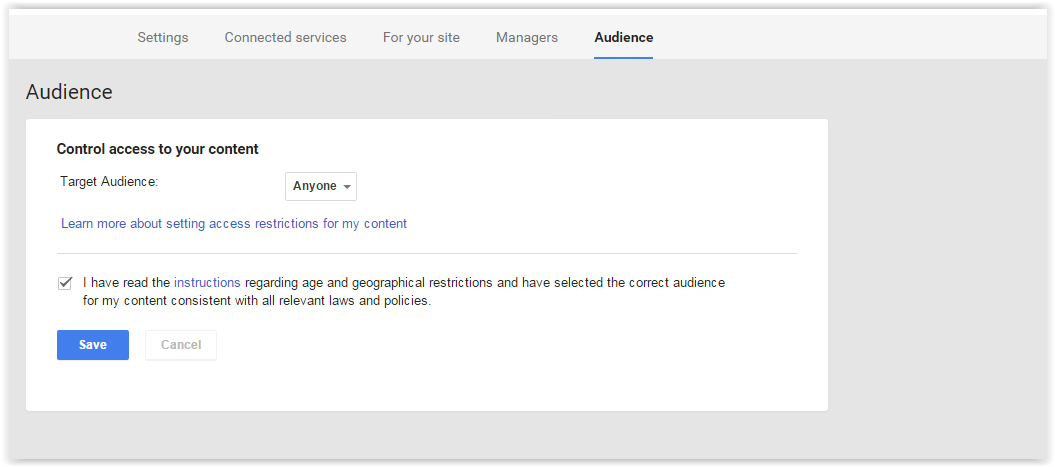 Settings Connected services For your site Managers Audience
Audience
Control access to your content
Target Audience: Anyone
Learn more about setting access restrictions for my content
I have read the instructions regarding age and geographical restrictions and have selected the correct audience
for my content consistent with all relevant laws and policies.
Save Cancel